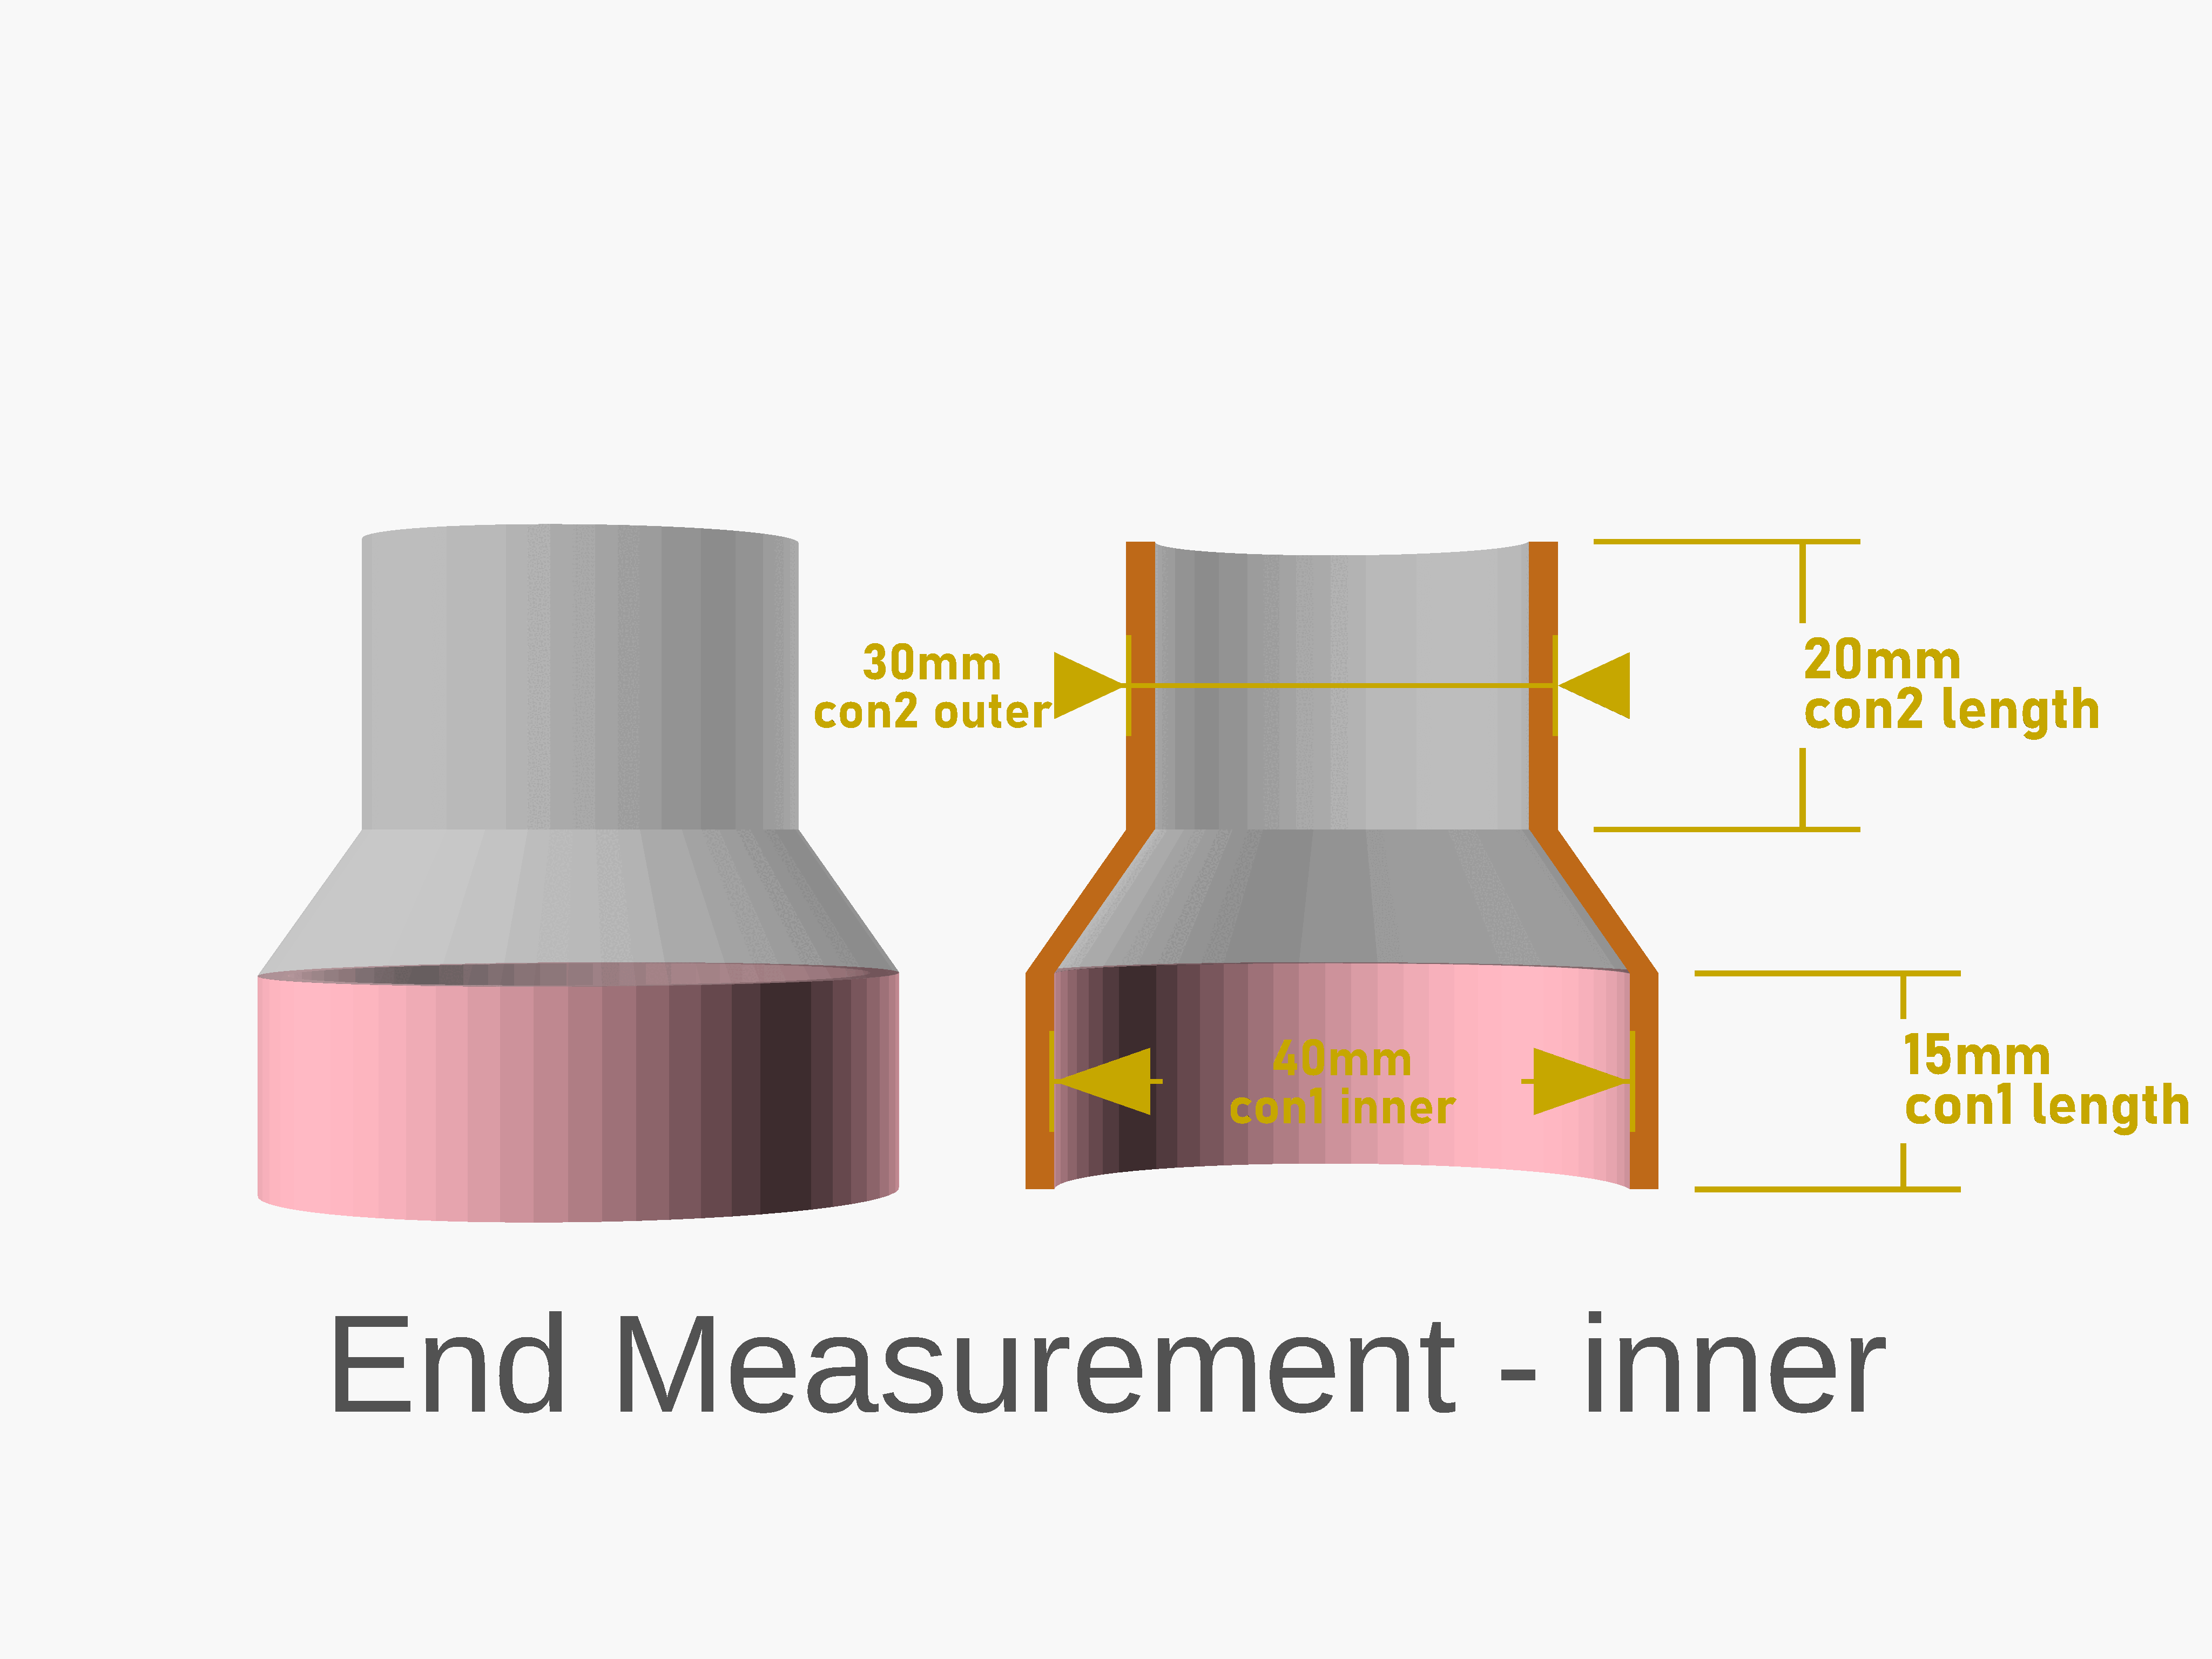 30mm
con2 outer
20mm
con2 length
40mm
con1 inner
15mm
con1 length
End Measurement - inner